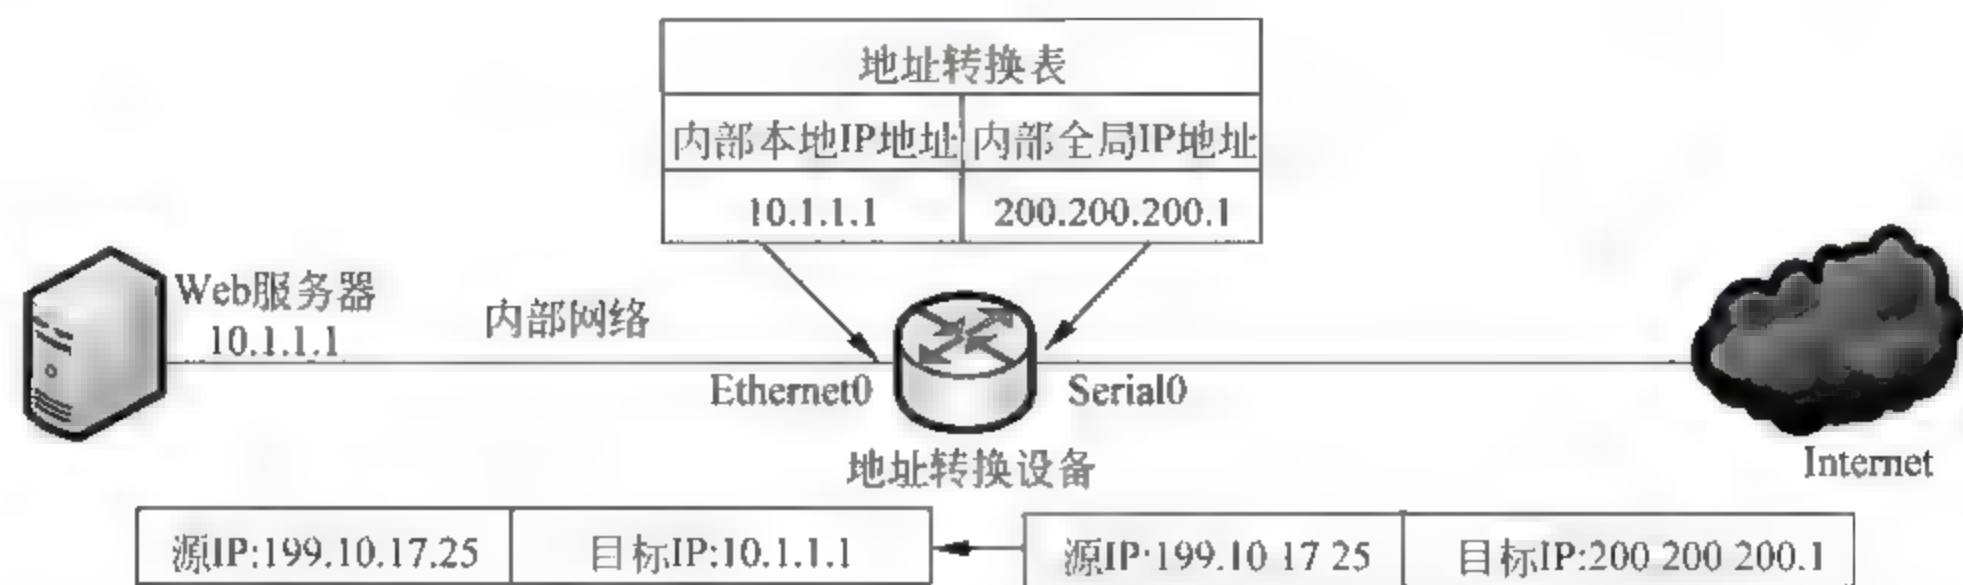 地址转换表
内部本地IP地址 内部全局IP地址
10.1.1.1 200.200.200.1
Web服务器
10.1.1.1
内部网络
Ethernet0 Serial0
地址转换设备
Internet
源IP:199.10.17.25 目标IP:10.1.1.1 源IP:199.10 17 25 目标IP:200 200 200.1